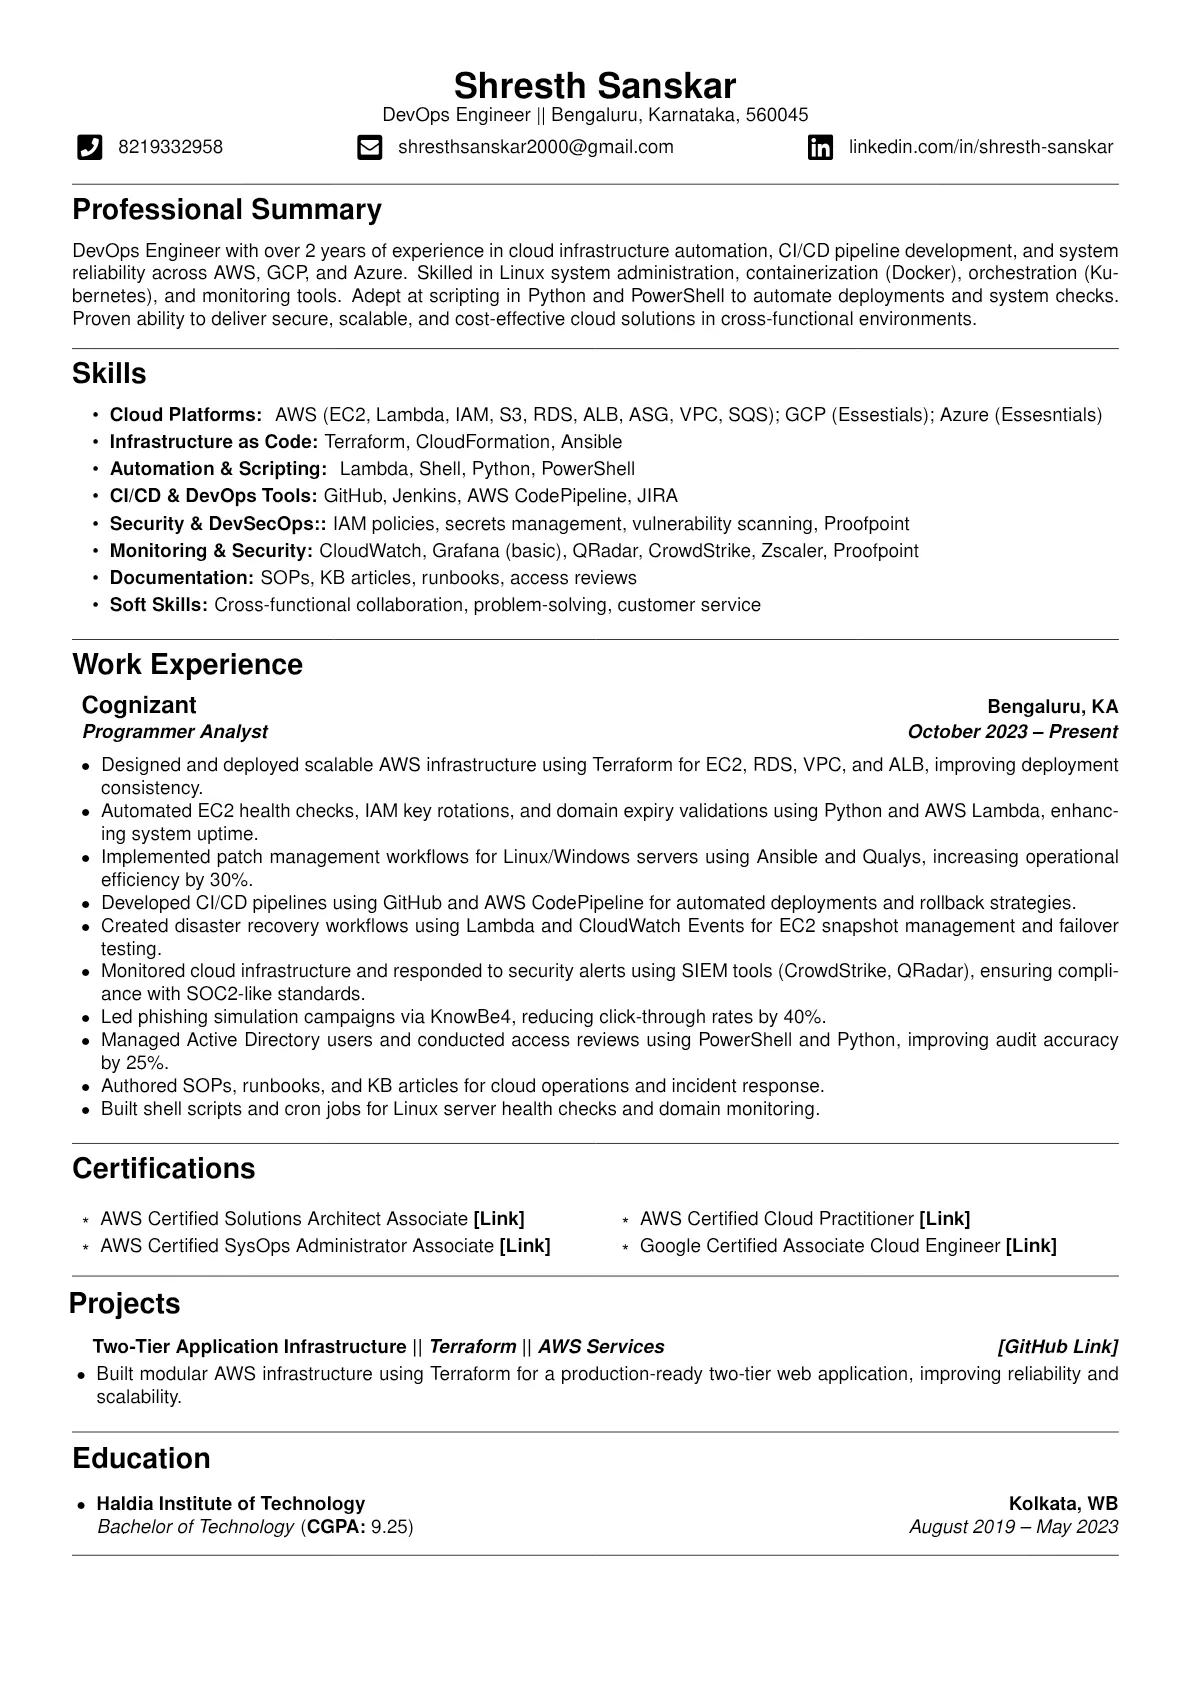 Shresth Sanskar
DevOps Engineer || Bengaluru, Karnataka, 560045
8219332958 shresthsanskar2000@gmail.com linkedin.com/in/shresth-sanskar
Professional Summary
DevOps Engineer with over 2 years of experience in cloud infrastructure automation, CI/CD pipeline development, and system
reliability across AWS, GCP, and Azure. Skilled in Linux system administration, containerization (Docker), orchestration (Ku-
bernetes), and monitoring tools. Adept at scripting in Python and PowerShell to automate deployments and system checks.
Proven ability to deliver secure, scalable, and cost-effective cloud solutions in cross-functional environments.
Skills
• Cloud Platforms: AWS (EC2, Lambda, IAM, S3, RDS, ALB, ASG, VPC, SQS); GCP (Essestials); Azure (Essesntials)
• Infrastructure as Code: Terraform, CloudFormation, Ansible
• Automation & Scripting: Lambda, Shell, Python, PowerShell
• CI/CD & DevOps Tools: GitHub, Jenkins, AWS CodePipeline, JIRA
• Security & DevSecOps:: IAM policies, secrets management, vulnerability scanning, Proofpoint
• Monitoring & Security: CloudWatch, Grafana (basic), QRadar, CrowdStrike, Zscaler, Proofpoint
• Documentation: SOPs, KB articles, runbooks, access reviews
• Soft Skills: Cross-functional collaboration, problem-solving, customer service
Work Experience
Cognizant Bengaluru, KA
Programmer Analyst October 2023 – Present
• Designed and deployed scalable AWS infrastructure using Terraform for EC2, RDS, VPC, and ALB, improving deployment
consistency.
• Automated EC2 health checks, IAM key rotations, and domain expiry validations using Python and AWS Lambda, enhanc-
ing system uptime.
• Implemented patch management workflows for Linux/Windows servers using Ansible and Qualys, increasing operational
efficiency by 30%.
• Developed CI/CD pipelines using GitHub and AWS CodePipeline for automated deployments and rollback strategies.
• Created disaster recovery workflows using Lambda and CloudWatch Events for EC2 snapshot management and failover
testing.
• Monitored cloud infrastructure and responded to security alerts using SIEM tools (CrowdStrike, QRadar), ensuring compli-
ance with SOC2-like standards.
• Led phishing simulation campaigns via KnowBe4, reducing click-through rates by 40%.
• Managed Active Directory users and conducted access reviews using PowerShell and Python, improving audit accuracy
by 25%.
• Authored SOPs, runbooks, and KB articles for cloud operations and incident response.
• Built shell scripts and cron jobs for Linux server health checks and domain monitoring.
Certifications
* AWS Certified Solutions Architect Associate [Link] * AWS Certified Cloud Practitioner [Link]
* AWS Certified SysOps Administrator Associate [Link] * Google Certified Associate Cloud Engineer [Link]
Projects
Two-Tier Application Infrastructure || Terraform || AWS Services [GitHub Link]
• Built modular AWS infrastructure using Terraform for a production-ready two-tier web application, improving reliability and
scalability.
Education
• Haldia Institute of Technology Kolkata, WB
Bachelor of Technology (CGPA: 9.25) August 2019 – May 2023